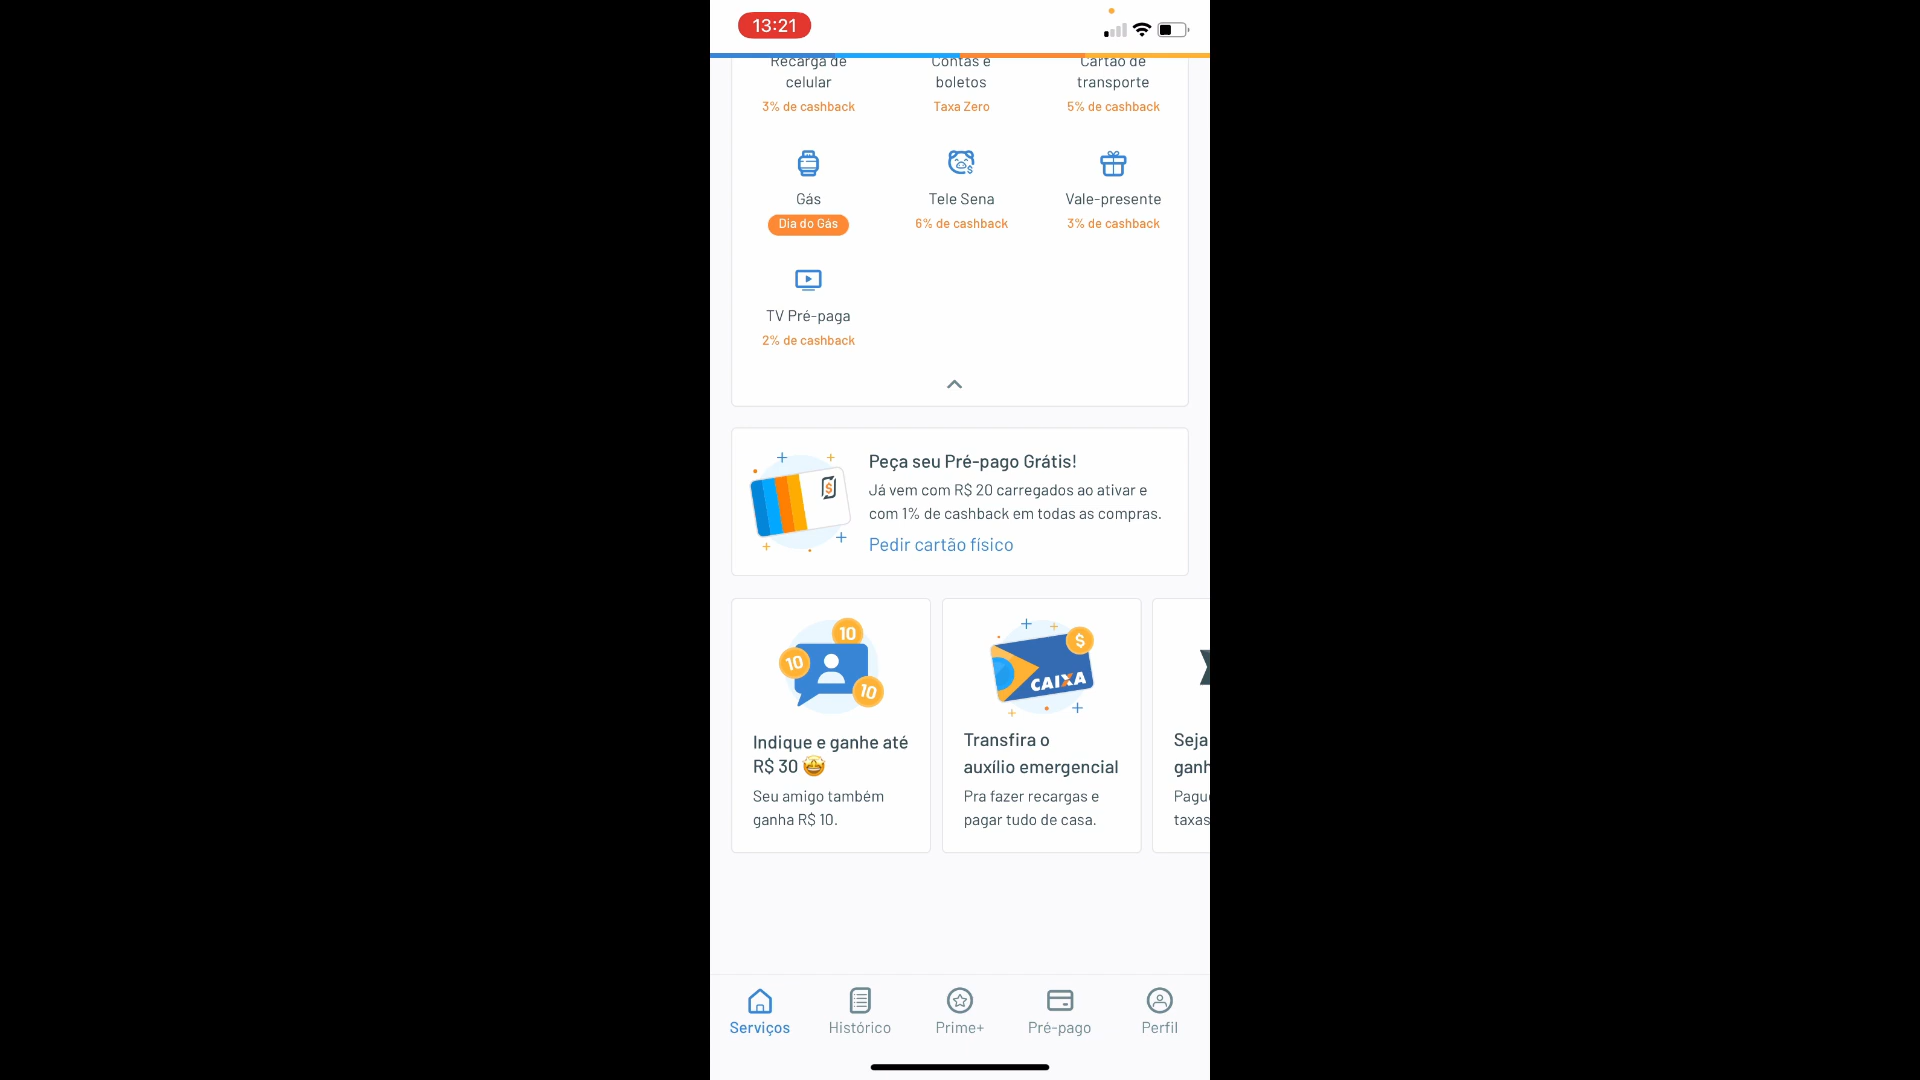 13:21
Recarga de
celular
3% de cashback
Contas e
boletos
Taxa Zero
Cartão de
transporte
5% de cashback
Gás
Dia do Gás
Tele Sena
6% de cashback
Vale-presente
3% de cashback
TV Pré-paga
2% de cashback
Peça seu Pré-pago Grátis!
Já vem com R$ 20 carregados ao ativar e
com 1% de cashback em todas as compras.
Pedir cartão físico
10
10
10
Indique e ganhe até
R$ 30 🤩
Seu amigo também
ganha R$ 10.
$
CAIXA
Transfira o
auxílio emergencial
Pra fazer recargas e
pagar tudo de casa.
Seja
ganh
Pagu
taxas
Serviços
Histórico
Prime+
Pré-pago
Perfil